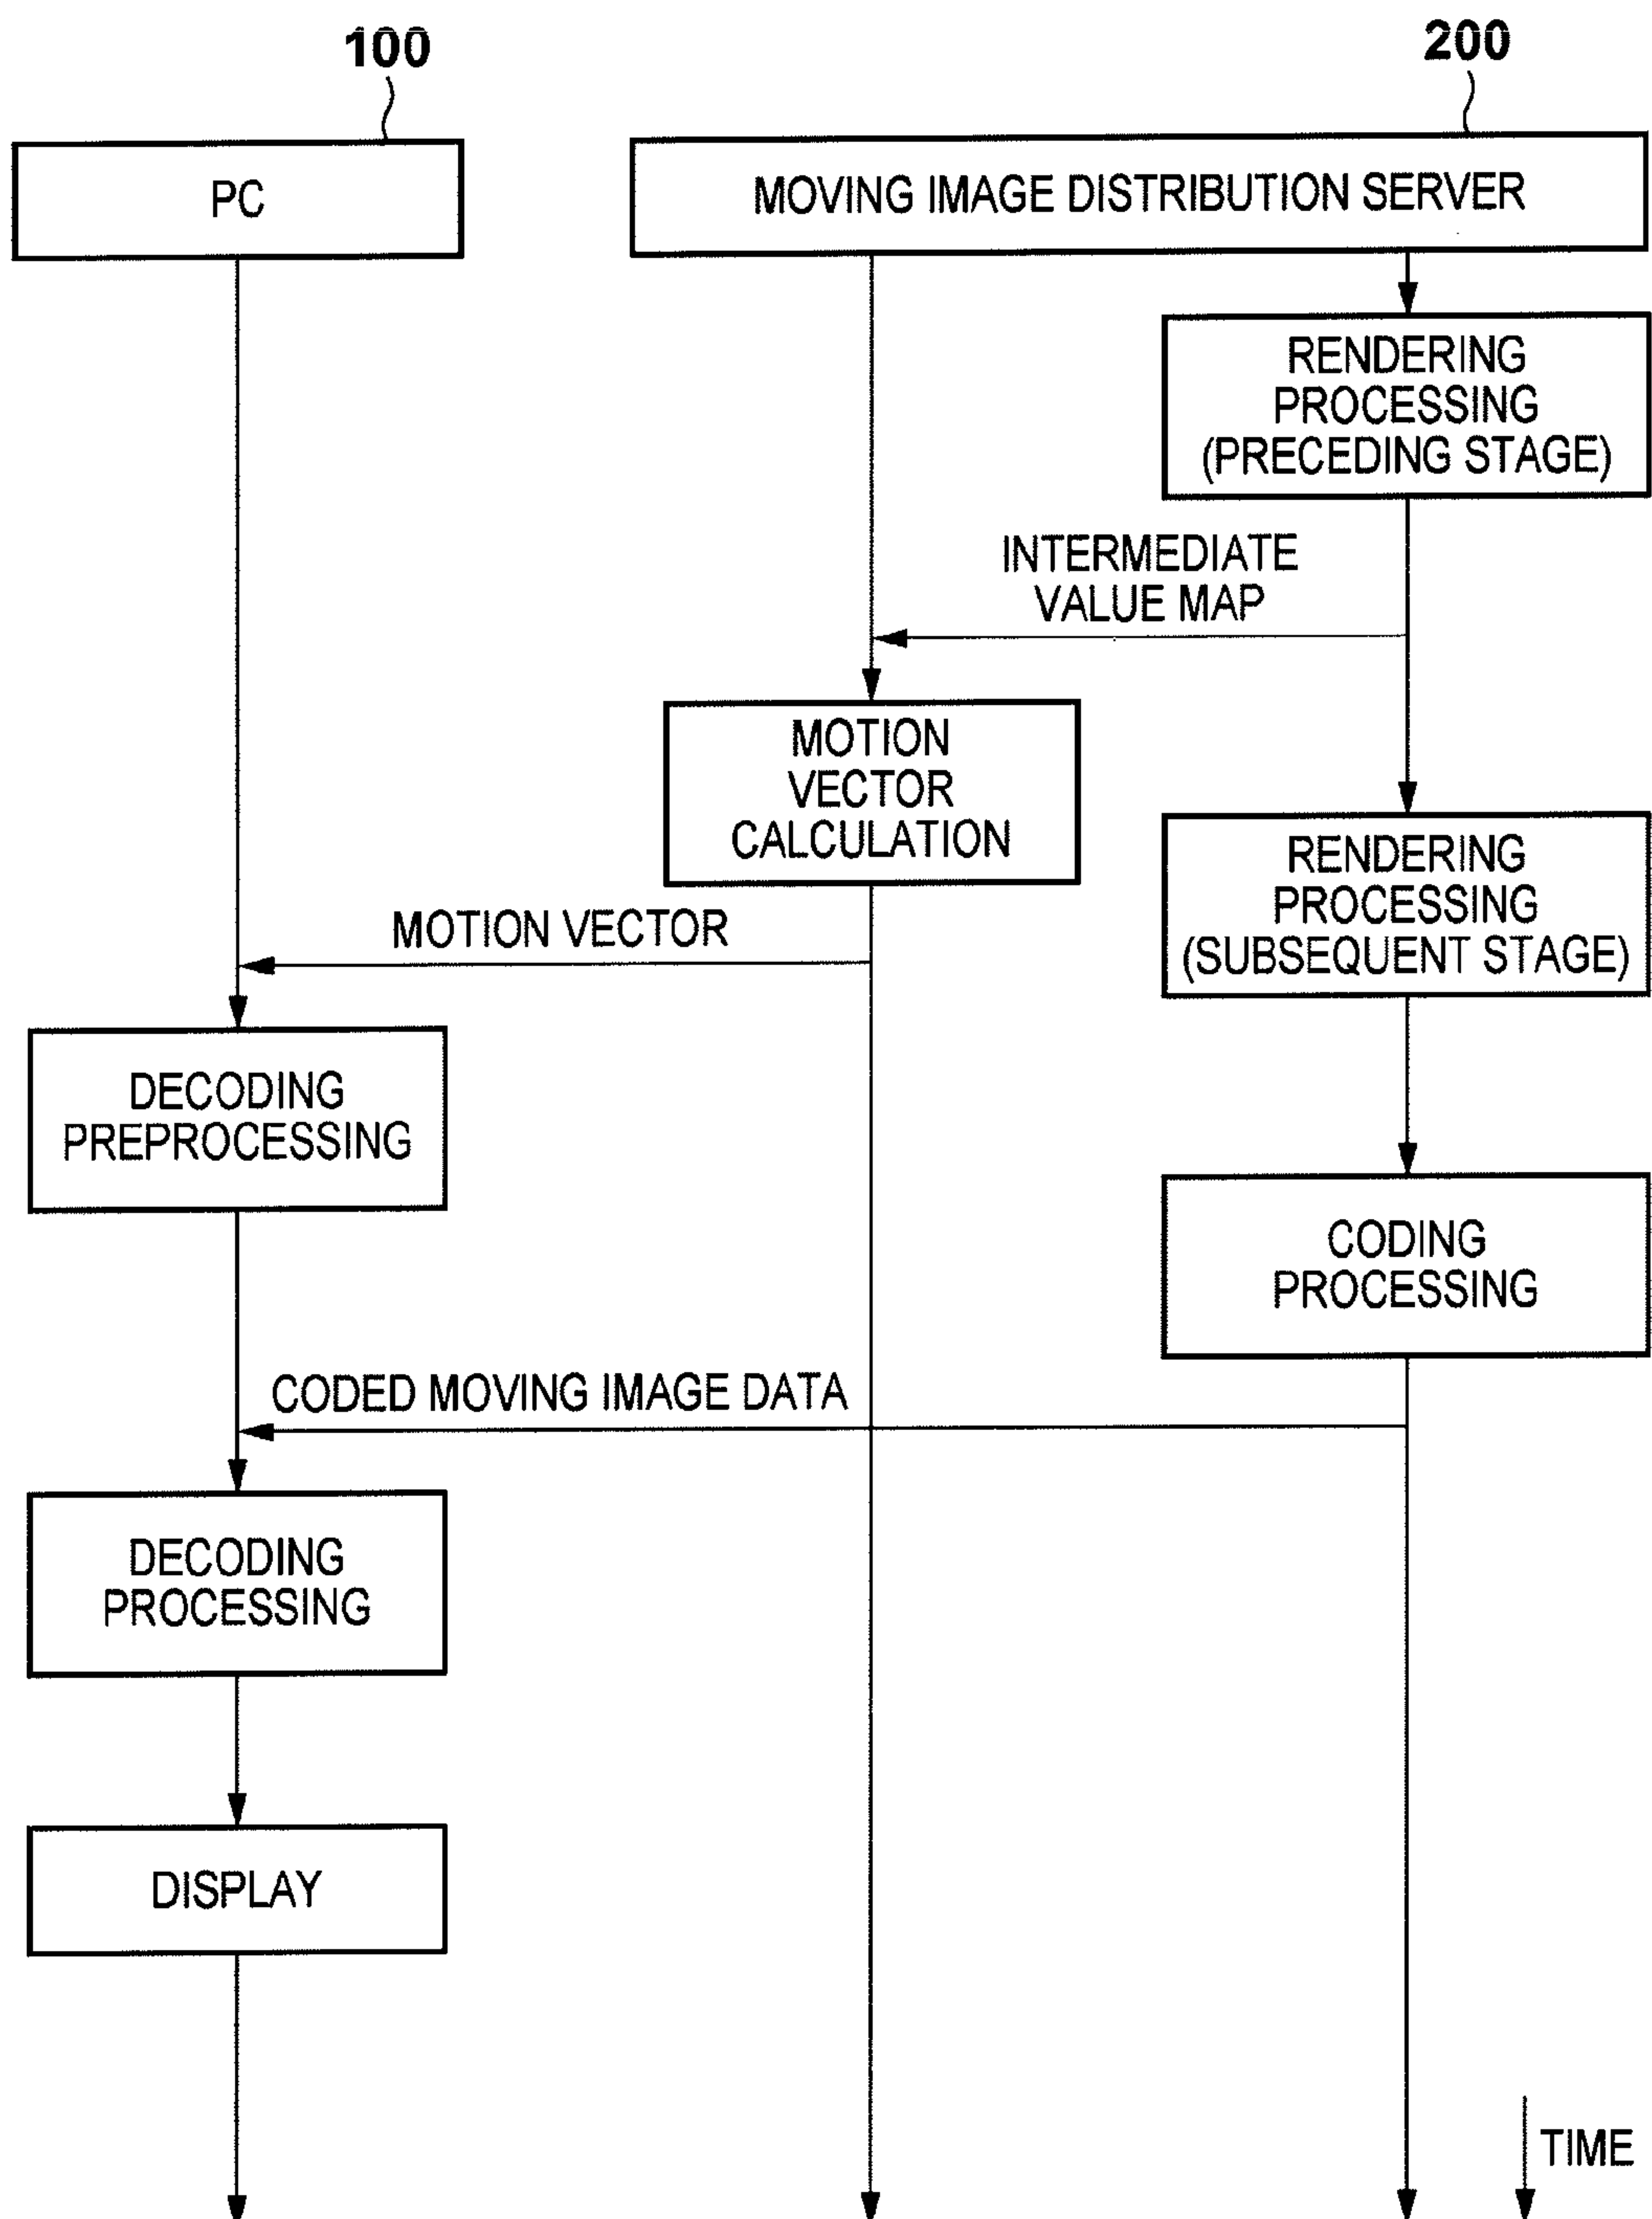 100
200
PC
MOVING IMAGE DISTRIBUTION SERVER
RENDERING
PROCESSING
(PRECEDING STAGE)
INTERMEDIATE
VALUE MAP
MOTION
VECTOR
CALCULATION
RENDERING
PROCESSING
(SUBSEQUENT STAGE)
MOTION VECTOR
DECODING
PREPROCESSING
CODING
PROCESSING
CODED MOVING IMAGE DATA
DECODING
PROCESSING
DISPLAY
TIME